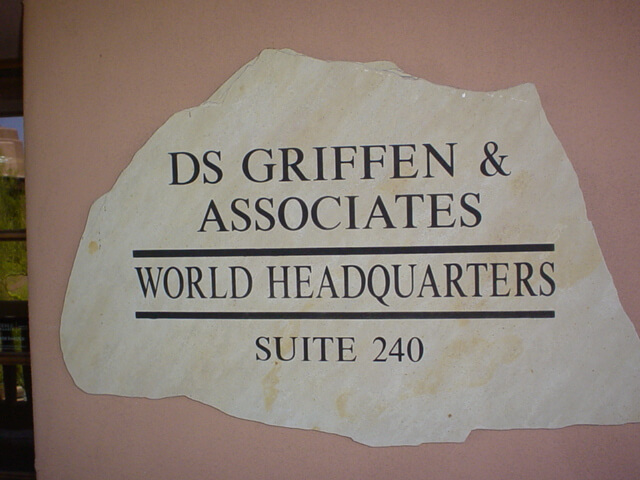 DS GRIFFEN &
ASSOCIATES
WORLD HEADQUARTERS
SUITE 240